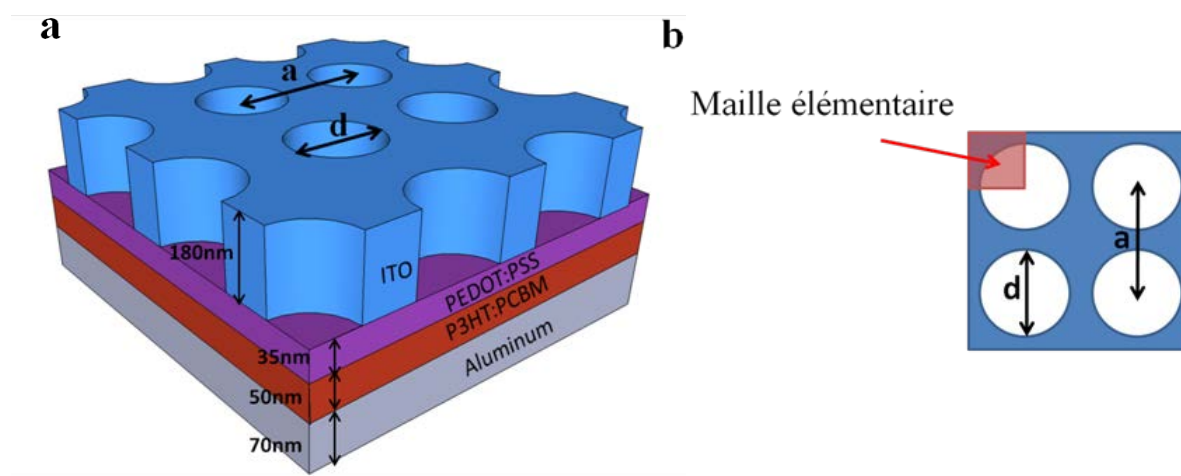 a
b
a
d
Maille élémentaire
180nm
ITO
PEDOT:PSS
P3HT:PCBM
Aluminum
35nm
50nm
70nm
a
d